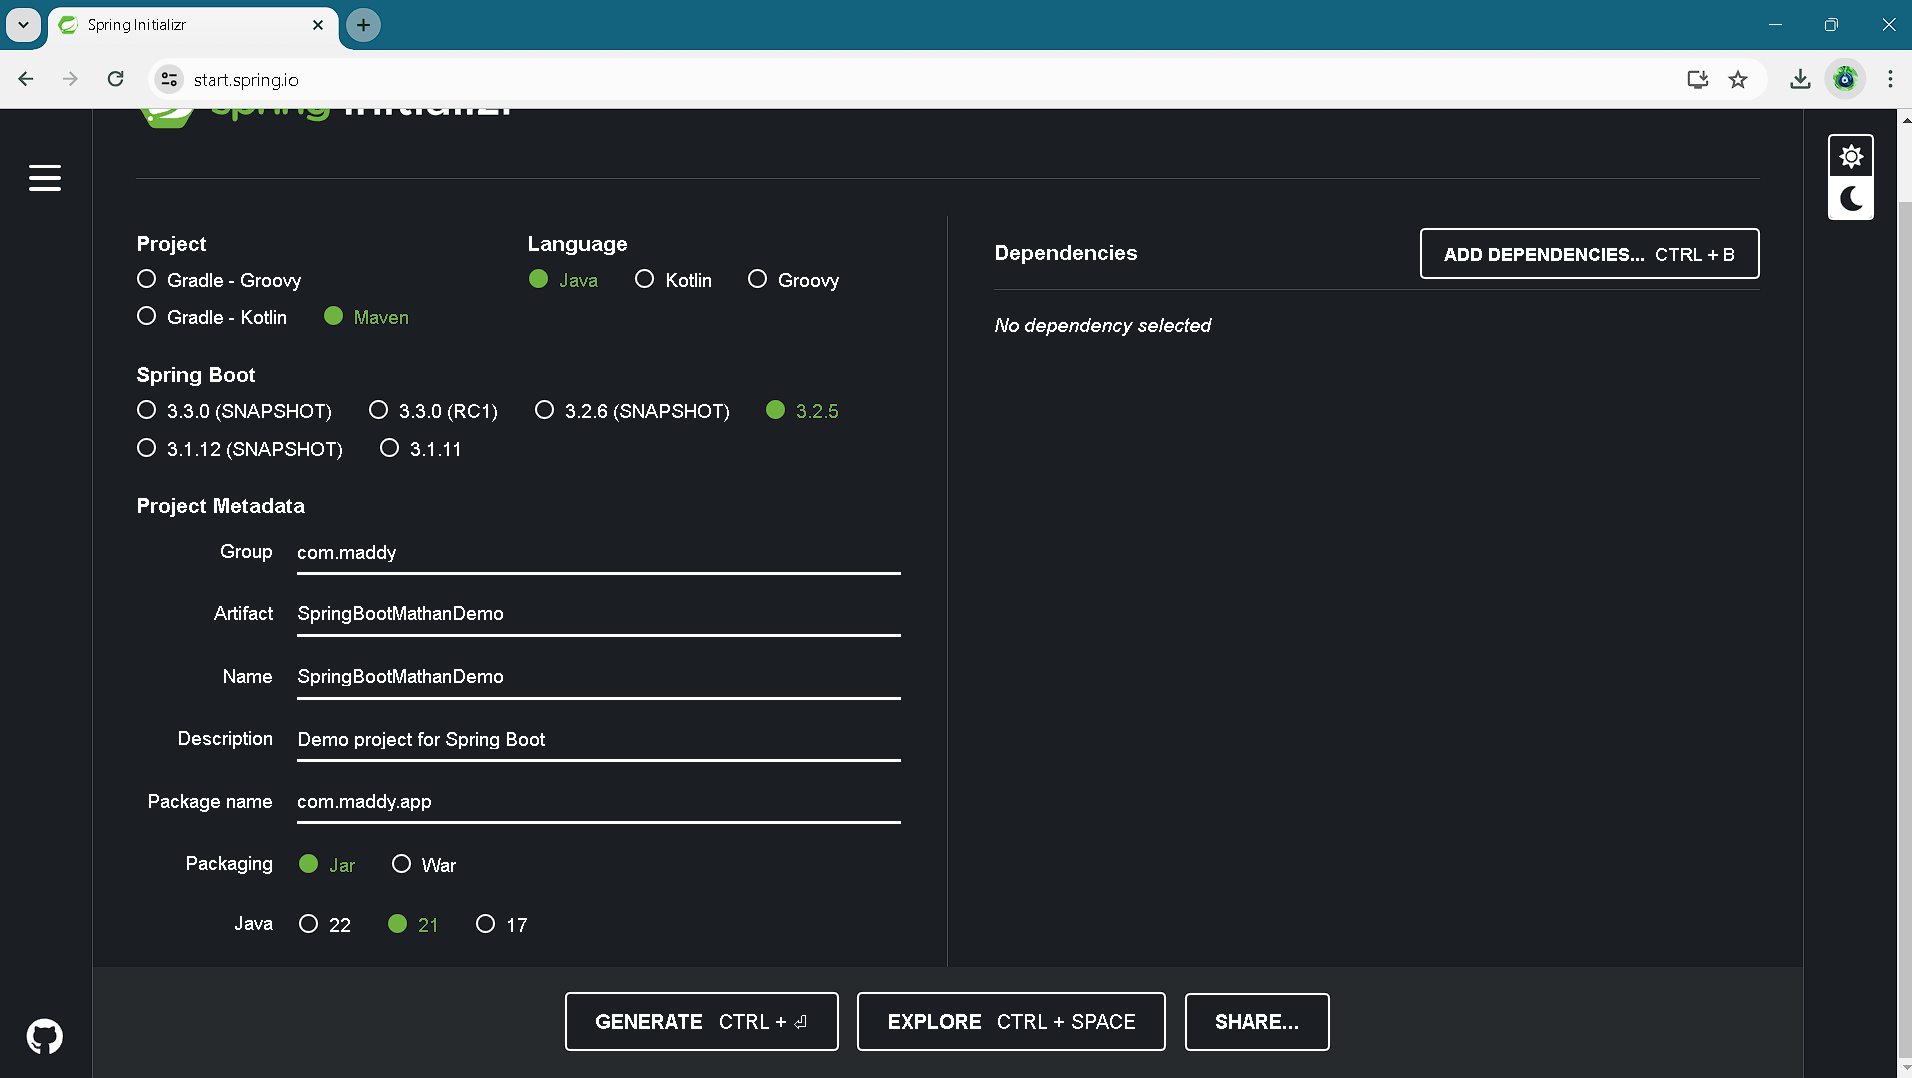 Spring Initializr
start.spring.io
spring initializr
Project
Gradle - Groovy
Gradle - Kotlin
Maven
Language
Java
Kotlin
Groovy
Spring Boot
3.3.0 (SNAPSHOT)
3.3.0 (RC1)
3.2.6 (SNAPSHOT)
3.2.5
3.1.12 (SNAPSHOT)
3.1.11
Project Metadata
Group com.maddy
Artifact SpringBootMathanDemo
Name SpringBootMathanDemo
Description Demo project for Spring Boot
Package name com.maddy.app
Packaging Jar War
Java 22 21 17
Dependencies
ADD DEPENDENCIES... CTRL + B
No dependency selected
GENERATE CTRL + ⏎
EXPLORE CTRL + SPACE
SHARE...